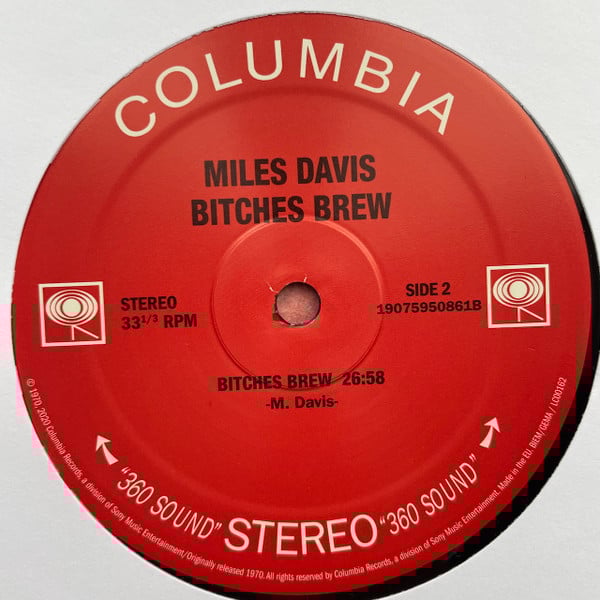 COLUMBIA
MILES DAVIS
BITCHES BREW
STEREO
33 1/3 RPM
SIDE 2
19075950861B
BITCHES BREW 26:58
-M. Davis-
"360 SOUND" STEREO "360 SOUND"
© 1970, 2020 Columbia Records, a division of Sony Music Entertainment/Originally released 1970. All rights reserved by Columbia Records, a division of Sony Music Entertainment. Made in the EU. BIEM/GEMA / LC00162